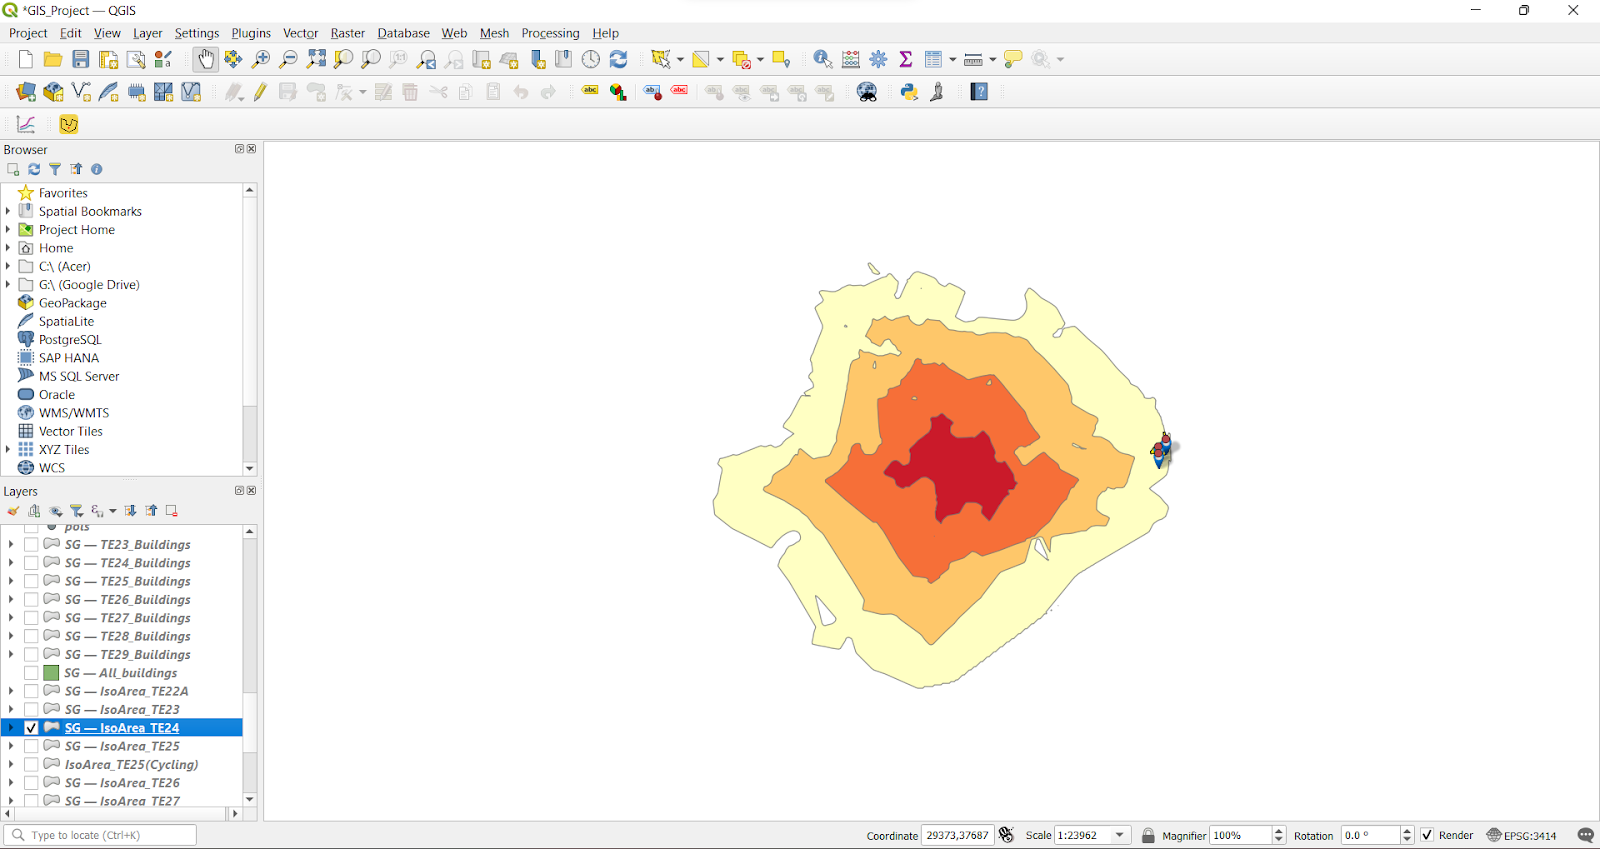 *GIS_Project — QGIS
Project Edit View Layer Settings Plugins Vector Raster Database Web Mesh Processing Help
Browser
Favorites
Spatial Bookmarks
Project Home
Home
C:\ (Acer)
G:\ (Google Drive)
GeoPackage
SpatiaLite
PostgreSQL
SAP HANA
MS SQL Server
Oracle
WMS/WMTS
Vector Tiles
XYZ Tiles
WCS
Layers
pois
SG — TE23_Buildings
SG — TE24_Buildings
SG — TE25_Buildings
SG — TE26_Buildings
SG — TE27_Buildings
SG — TE28_Buildings
SG — TE29_Buildings
SG — All_buildings
SG — IsoArea_TE22A
SG — IsoArea_TE23
SG — IsoArea_TE24
SG — IsoArea_TE25
IsoArea_TE25(Cycling)
SG — IsoArea_TE26
SG — IsoArea_TE27
Type to locate (Ctrl+K) Coordinate 29373,37687 Scale 1:23962 Magnifier 100% Rotation 0.0 ° Render EPSG:3414